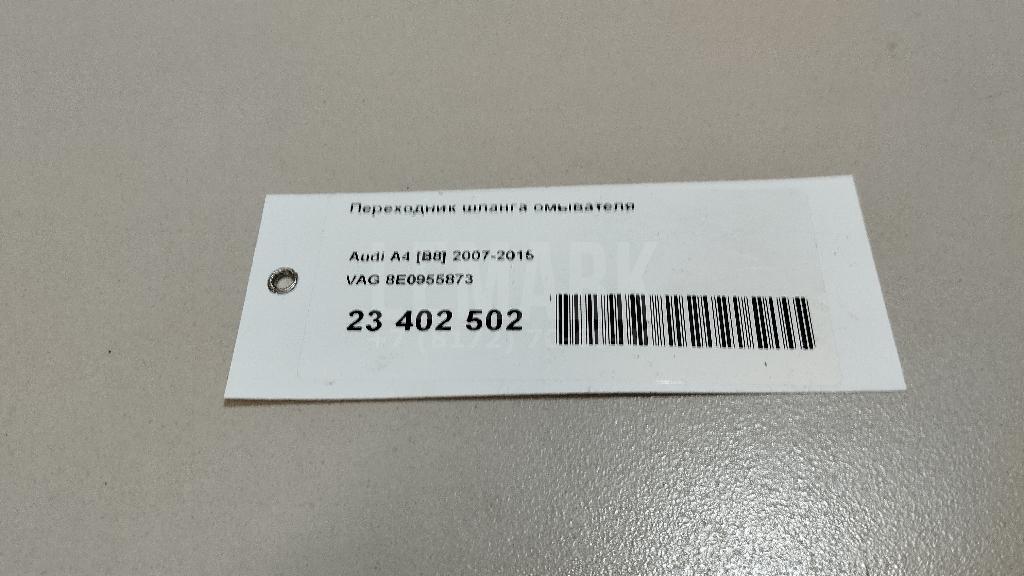 Переходник шланга омывателя
Audi A4 [B8] 2007-2015
VAG 8E0955873
23 402 502